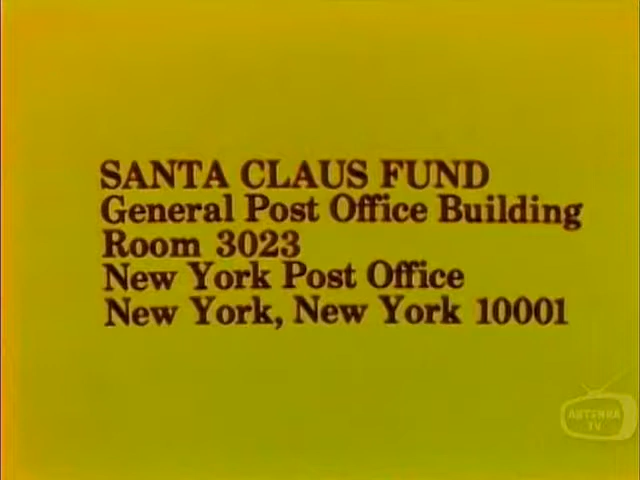 SANTA CLAUS FUND
General Post Office Building
Room 3023
New York Post Office
New York, New York 10001
ANTENNA
TV